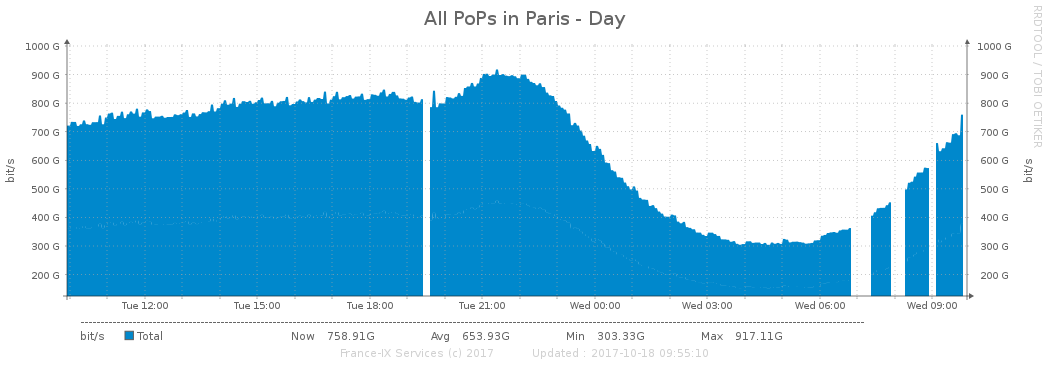 All PoPs in Paris - Day
RRDTOOL / TOBI OETIKER
1000 G 1000 G
900 G 900 G
800 G 800 G
700 G 700 G
600 G 600 G
500 G 500 G
400 G 400 G
300 G 300 G
200 G 200 G
bit/s bit/s
Tue 12:00 Tue 15:00 Tue 18:00 Tue 21:00 Wed 00:00 Wed 03:00 Wed 06:00 Wed 09:00
bit/s Total Now 758.91G Avg 653.93G Min 303.33G Max 917.11G
France-IX Services (c) 2017 Updated : 2017-10-18 09:55:10